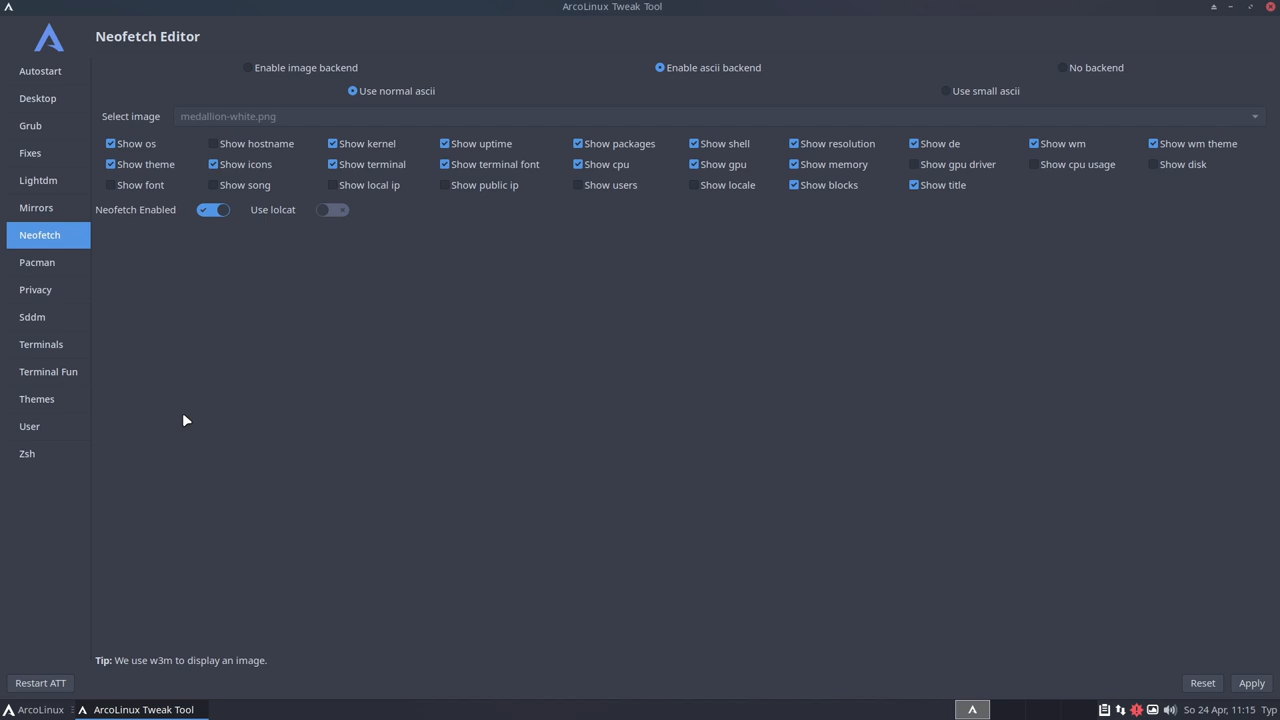 ArcoLinux Tweak Tool
Neofetch Editor
Autostart
Desktop
Grub
Fixes
Lightdm
Mirrors
Neofetch
Pacman
Privacy
Sddm
Terminals
Terminal Fun
Themes
User
Zsh
Enable image backend Enable ascii backend No backend
Use normal ascii Use small ascii
Select image medallion-white.png
Show os Show hostname Show kernel Show uptime Show packages Show shell Show resolution Show de Show wm Show wm theme
Show theme Show icons Show terminal Show terminal font Show cpu Show gpu Show memory Show gpu driver Show cpu usage Show disk
Show font Show song Show local ip Show public ip Show users Show locale Show blocks Show title
Neofetch Enabled Use lolcat
Tip: We use w3m to display an image.
Restart ATT Reset Apply
ArcoLinux ArcoLinux Tweak Tool So 24 Apr, 11:15 Typ